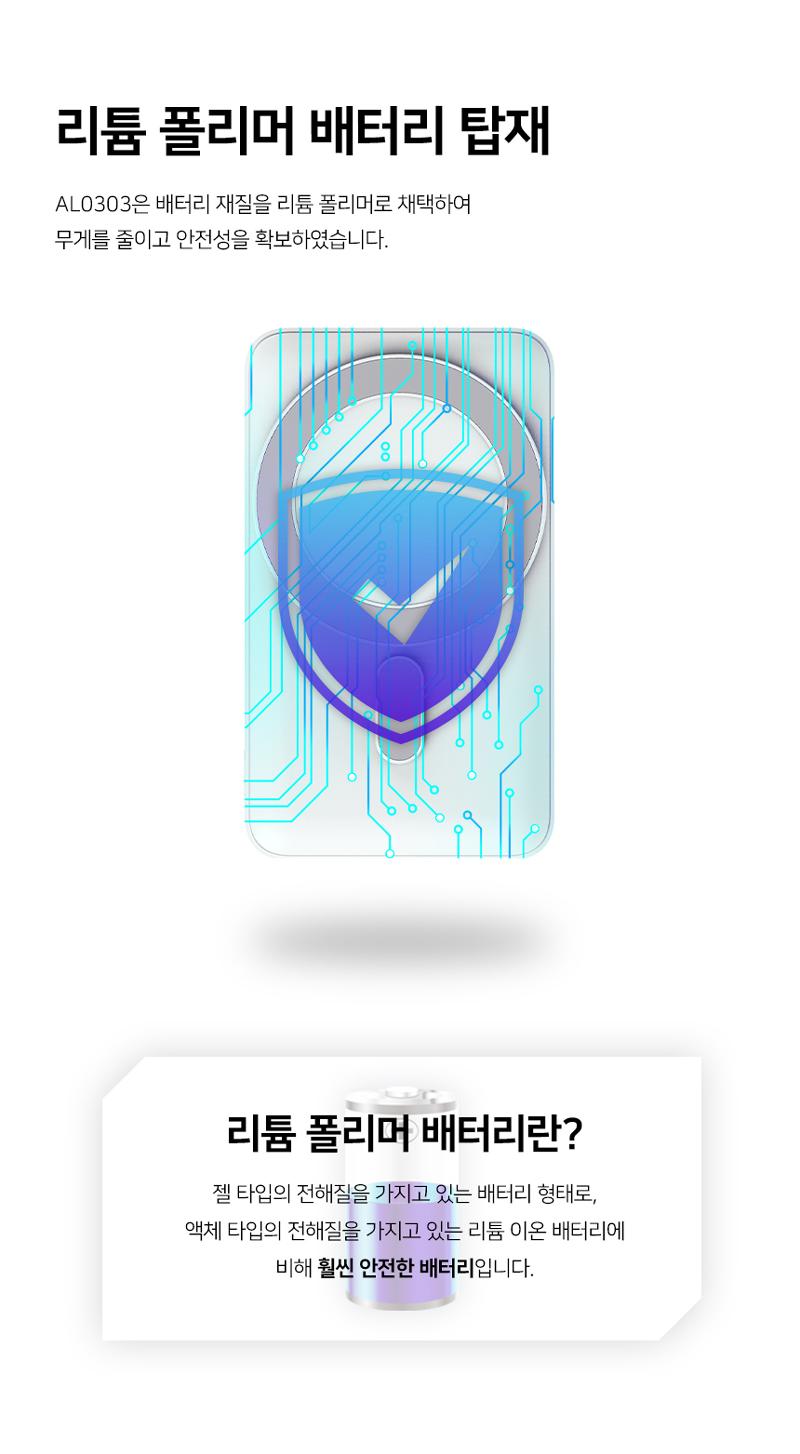 리튬 폴리머 배터리 탑재
AL0303은 배터리 재질을 리튬 폴리머로 채택하여
무게를 줄이고 안전성을 확보하였습니다.
리튬 폴리머 배터리란?
젤 타입의 전해질을 가지고 있는 배터리 형태로,
액체 타입의 전해질을 가지고 있는 리튬 이온 배터리에
비해 훨씬 안전한 배터리입니다.